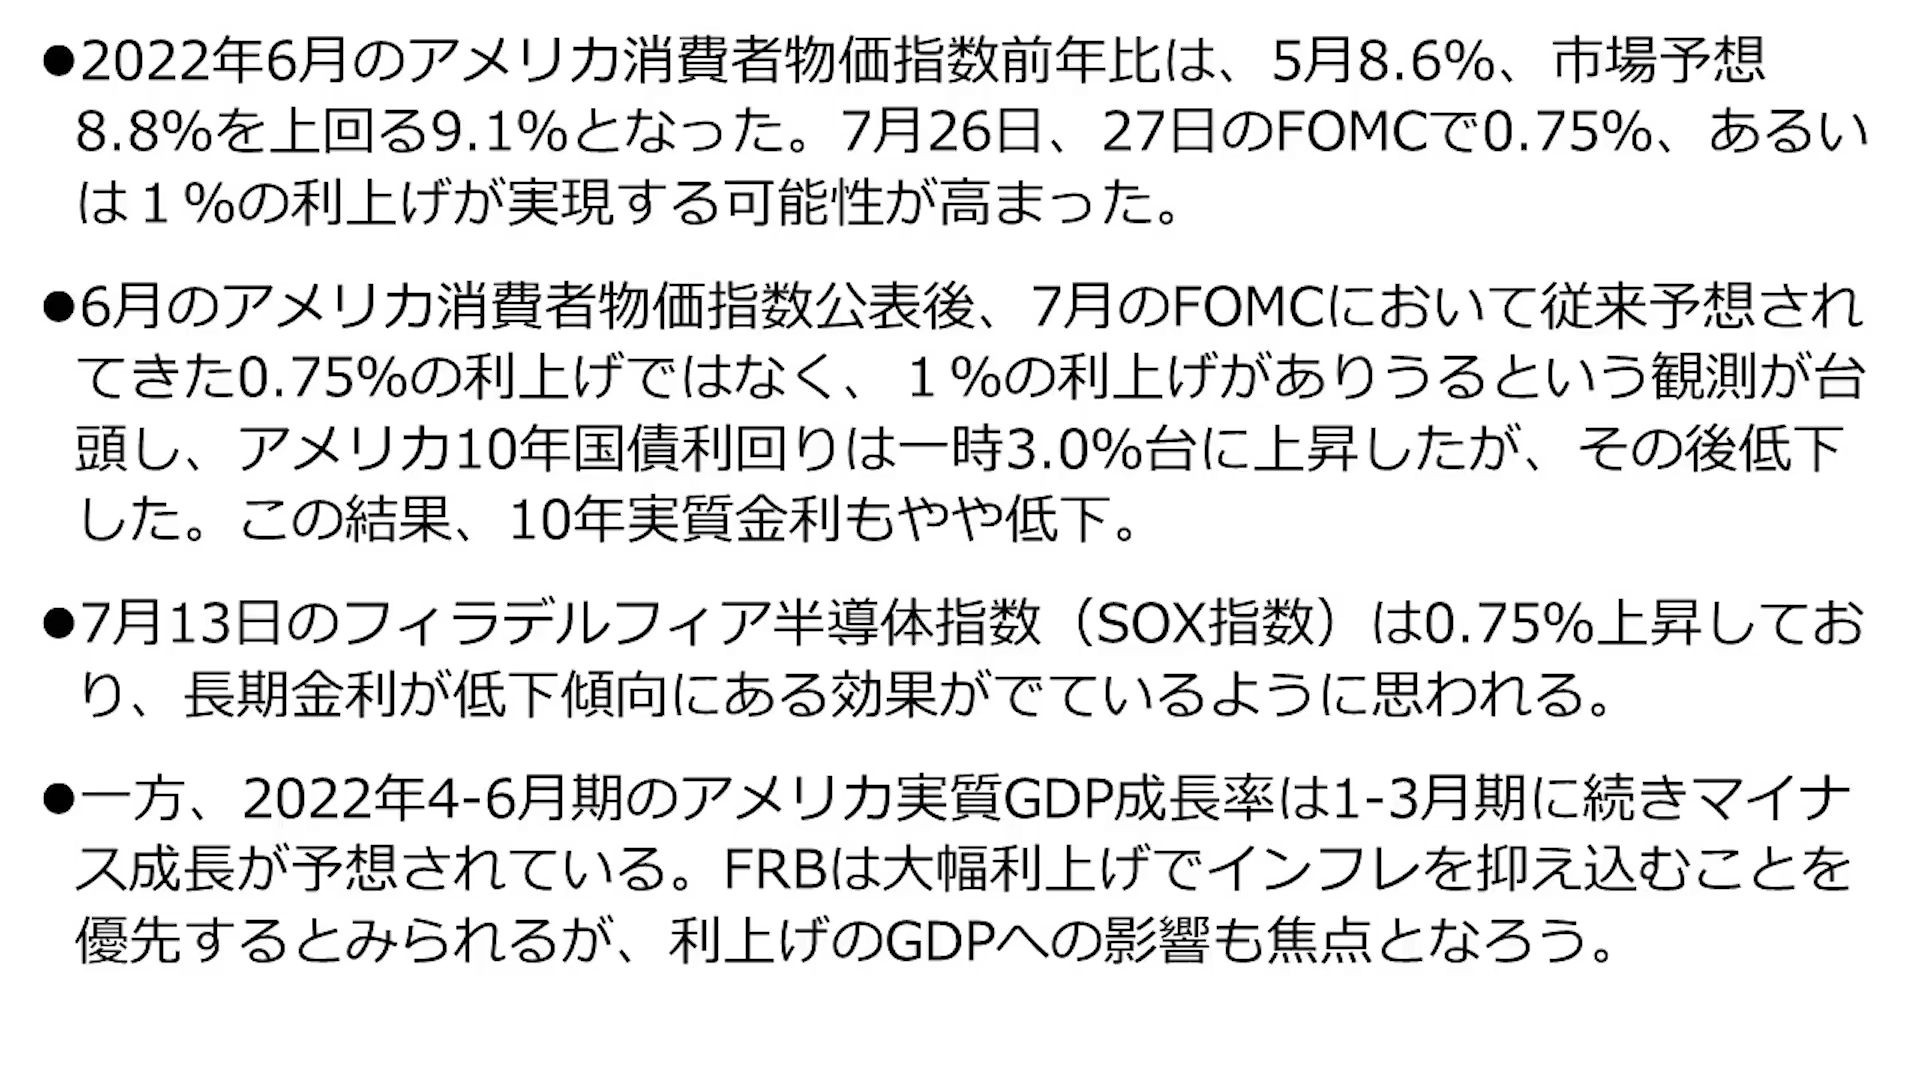 ●2022年6月のアメリカ消費者物価指数前年比は、5月8.6%、市場予想
8.8%を上回る9.1%となった。7月26日、27日のFOMCで0.75%、あるい
は１%の利上げが実現する可能性が高まった。
●6月のアメリカ消費者物価指数公表後、7月のFOMCにおいて従来予想され
てきた0.75%の利上げではなく、１%の利上げがありうるという観測が台
頭し、アメリカ10年国債利回りは一時3.0%台に上昇したが、その後低下
した。この結果、10年実質金利もやや低下。
●7月13日のフィラデルフィア半導体指数（SOX指数）は0.75%上昇してお
り、長期金利が低下傾向にある効果がでているように思われる。
●一方、2022年4-6月期のアメリカ実質GDP成長率は1-3月期に続きマイナ
ス成長が予想されている。FRBは大幅利上げでインフレを抑え込むことを
優先するとみられるが、利上げのGDPへの影響も焦点となろう。